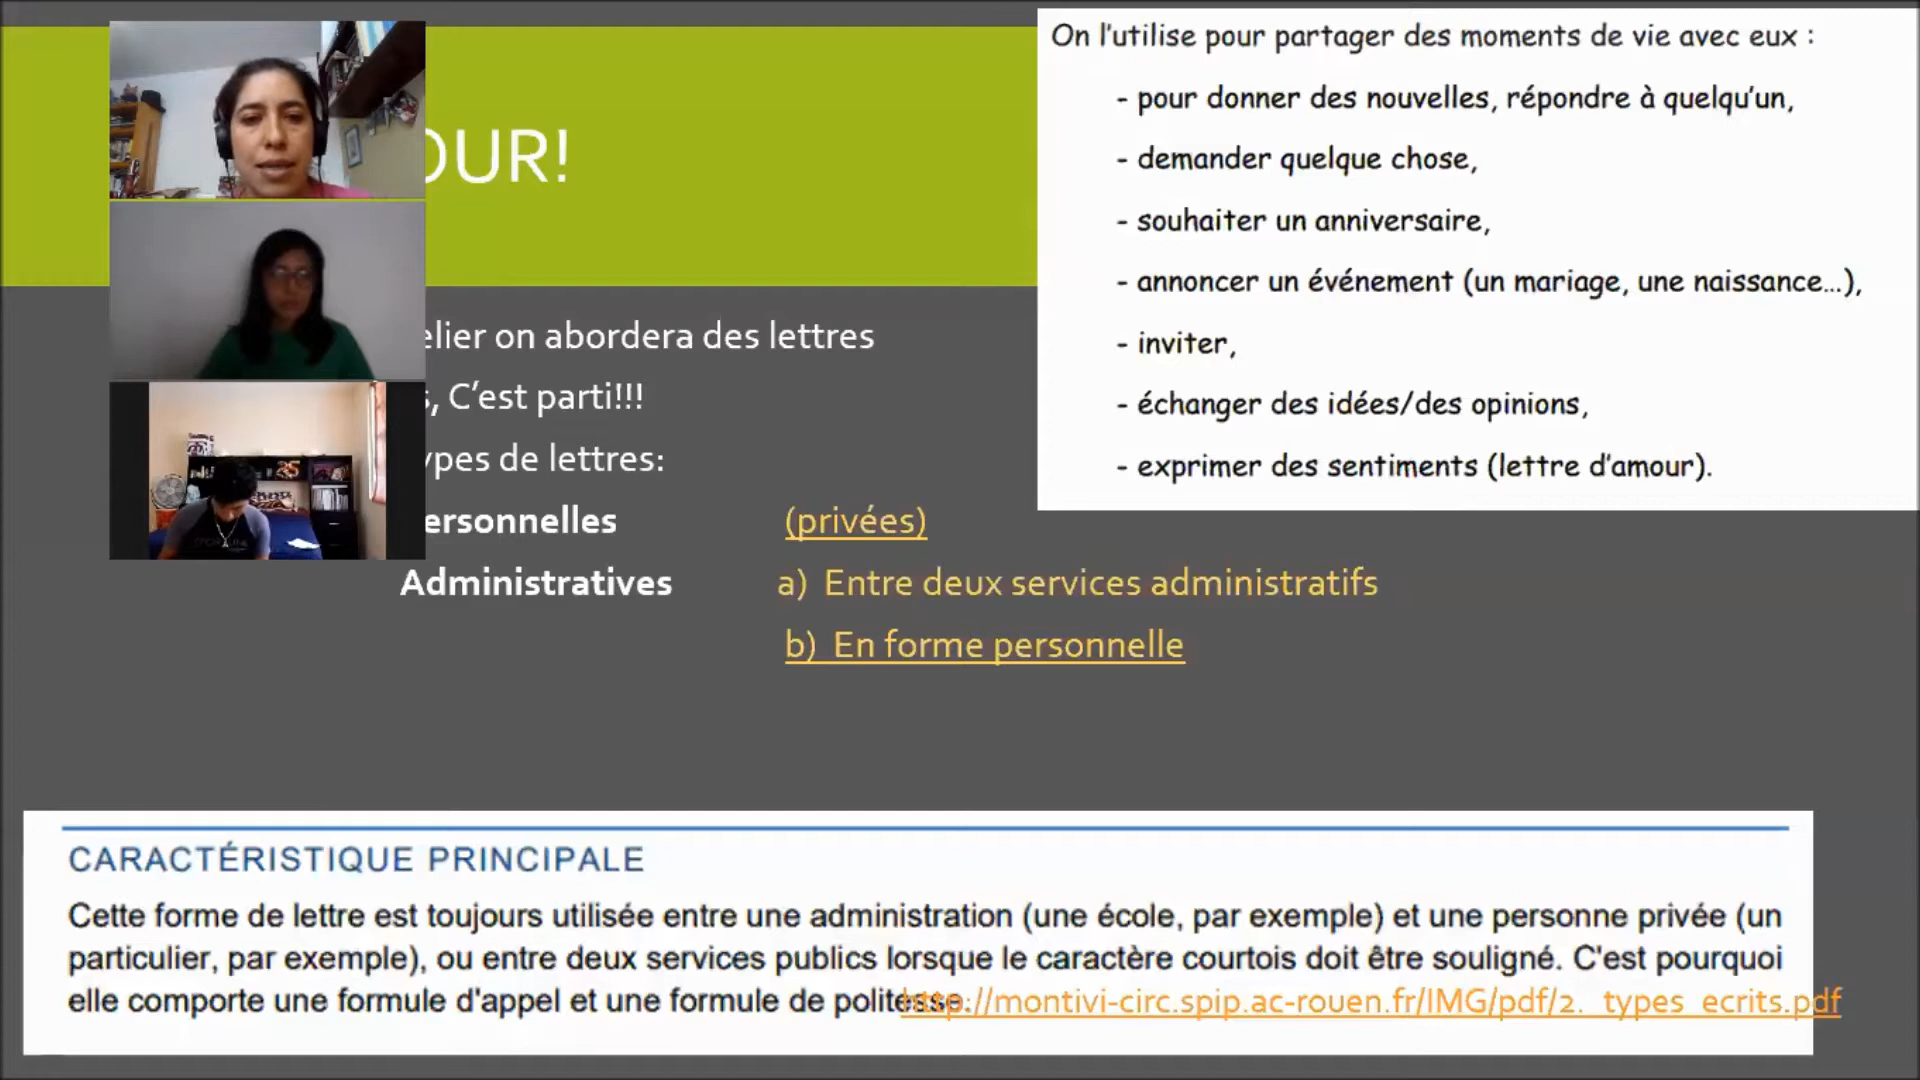 OUR!
elier on abordera des lettres
s, C'est parti!!!
ypes de lettres:
ersonnelles (privées)
Administratives a) Entre deux services administratifs
b) En forme personnelle
On l'utilise pour partager des moments de vie avec eux :
- pour donner des nouvelles, répondre à quelqu'un,
- demander quelque chose,
- souhaiter un anniversaire,
- annoncer un événement (un mariage, une naissance...),
- inviter,
- échanger des idées/des opinions,
- exprimer des sentiments (lettre d'amour).
25
CARACTÉRISTIQUE PRINCIPALE
Cette forme de lettre est toujours utilisée entre une administration (une école, par exemple) et une personne privée (un
particulier, par exemple), ou entre deux services publics lorsque le caractère courtois doit être souligné. C'est pourquoi
elle comporte une formule d'appel et une formule de politesse.
http://montivi-circ.spip.ac-rouen.fr/IMG/pdf/2._types_ecrits.pdf